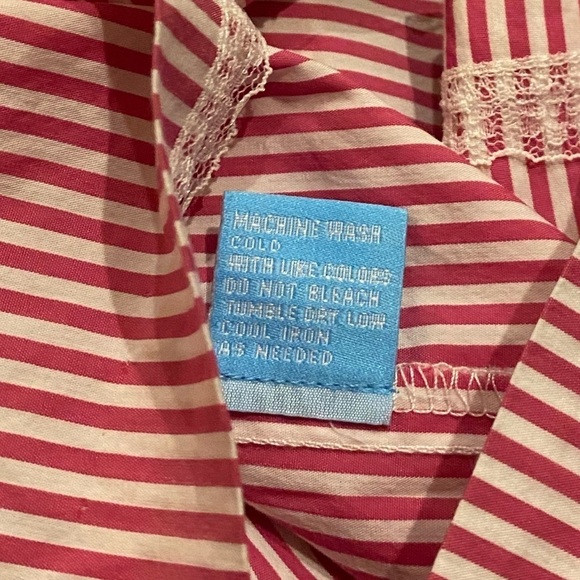 MACHINE WASH
COLD
WITH LIKE COLORS
DO NOT BLEACH
TUMBLE DRY LOW
COOL IRON
AS NEEDED